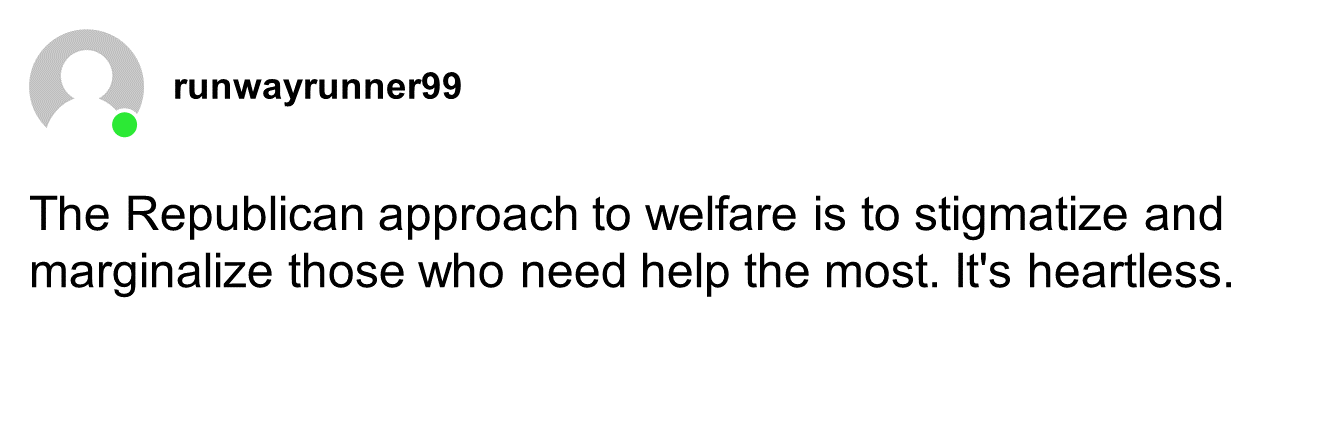 runwayrunner99
The Republican approach to welfare is to stigmatize and
marginalize those who need help the most. It's heartless.